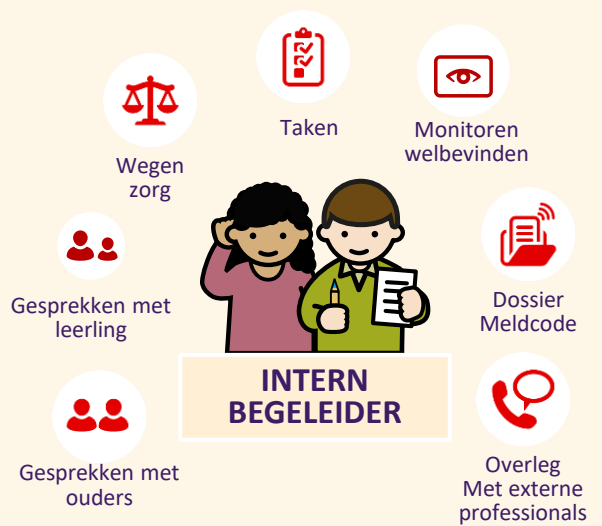 Taken
Monitoren
welbevinden
Wegen
zorg
Gesprekken met
leerling
Dossier
Meldcode
INTERN
BEGELEIDER
Gesprekken met
ouders
Overleg
Met externe
professionals